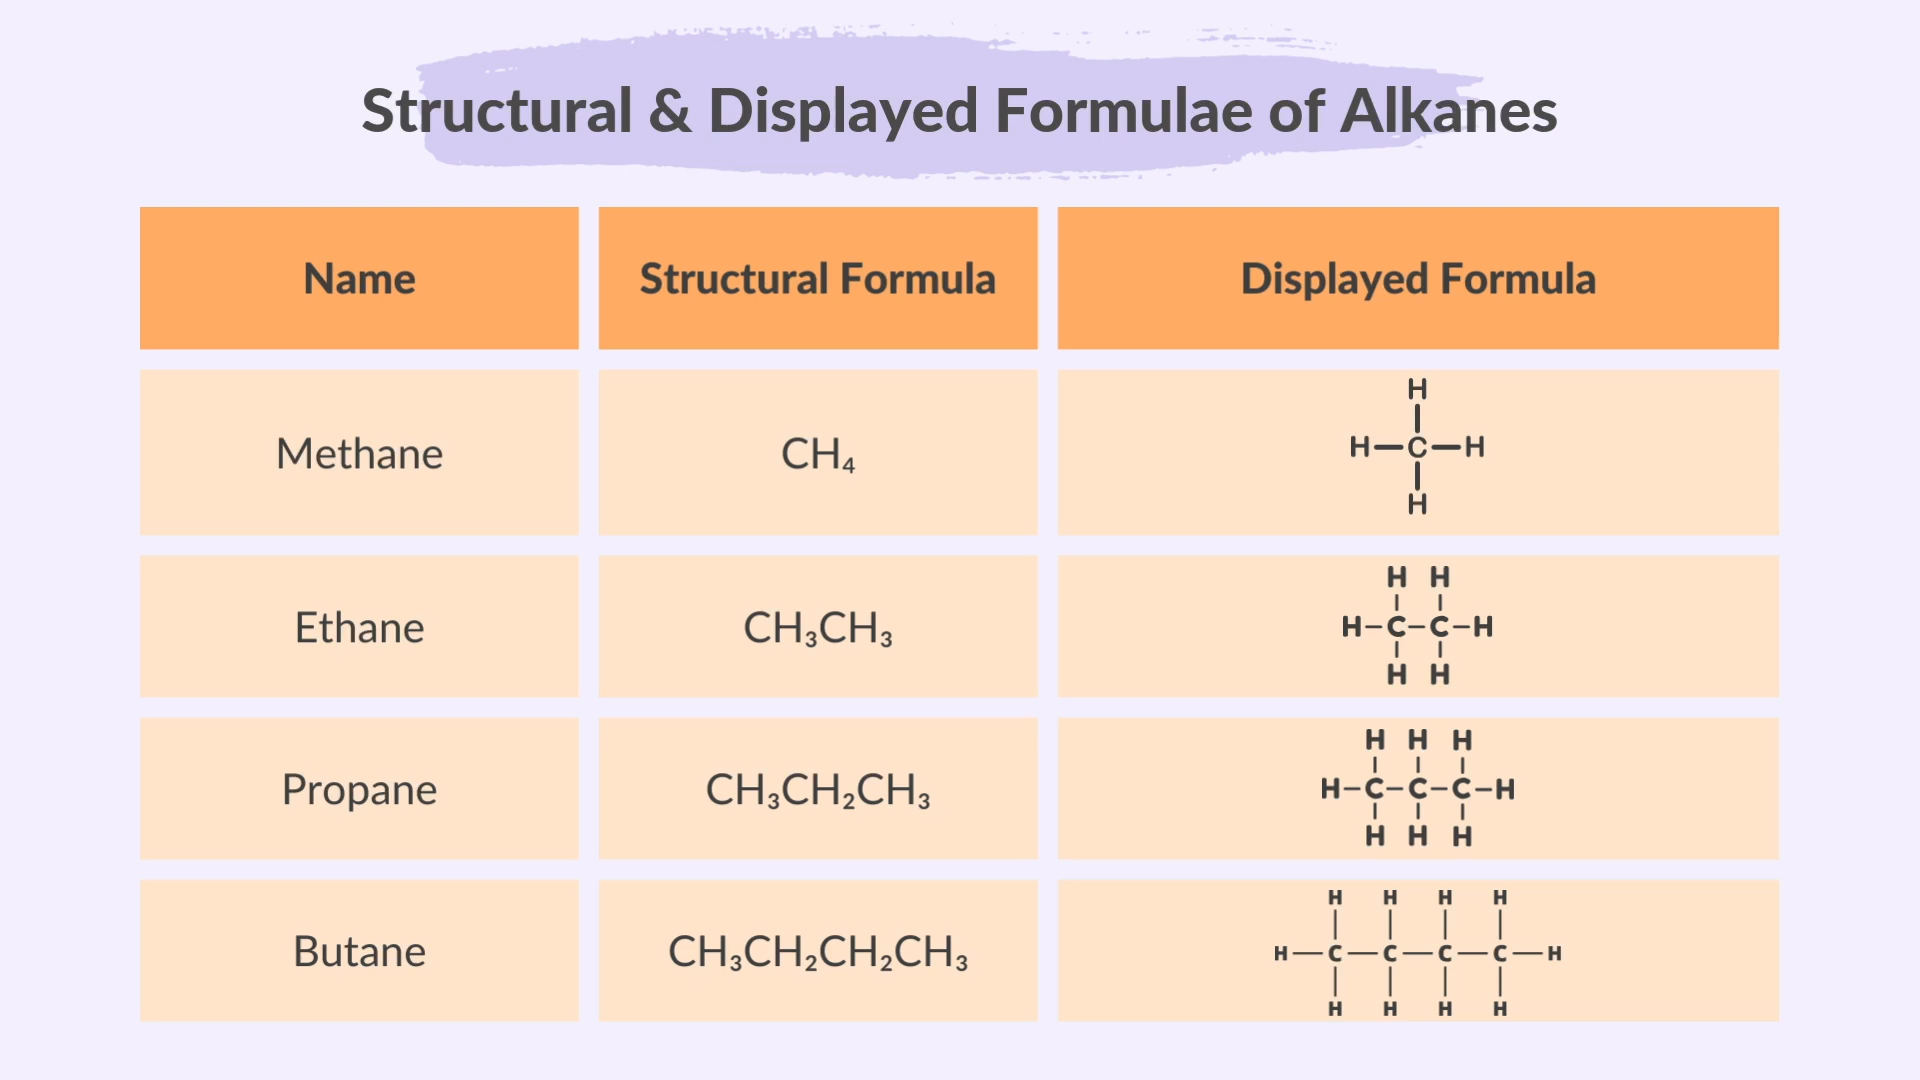 Structural & Displayed Formulae of Alkanes
Name Structural Formula Displayed Formula
Methane CH₄
H
H–C–H
H
Ethane CH₃CH₃
H H
H–C–C–H
H H
Propane CH₃CH₂CH₃
H H H
H–C–C–C–H
H H H
Butane CH₃CH₂CH₂CH₃
H H H H
H–C–C–C–C–H
H H H H